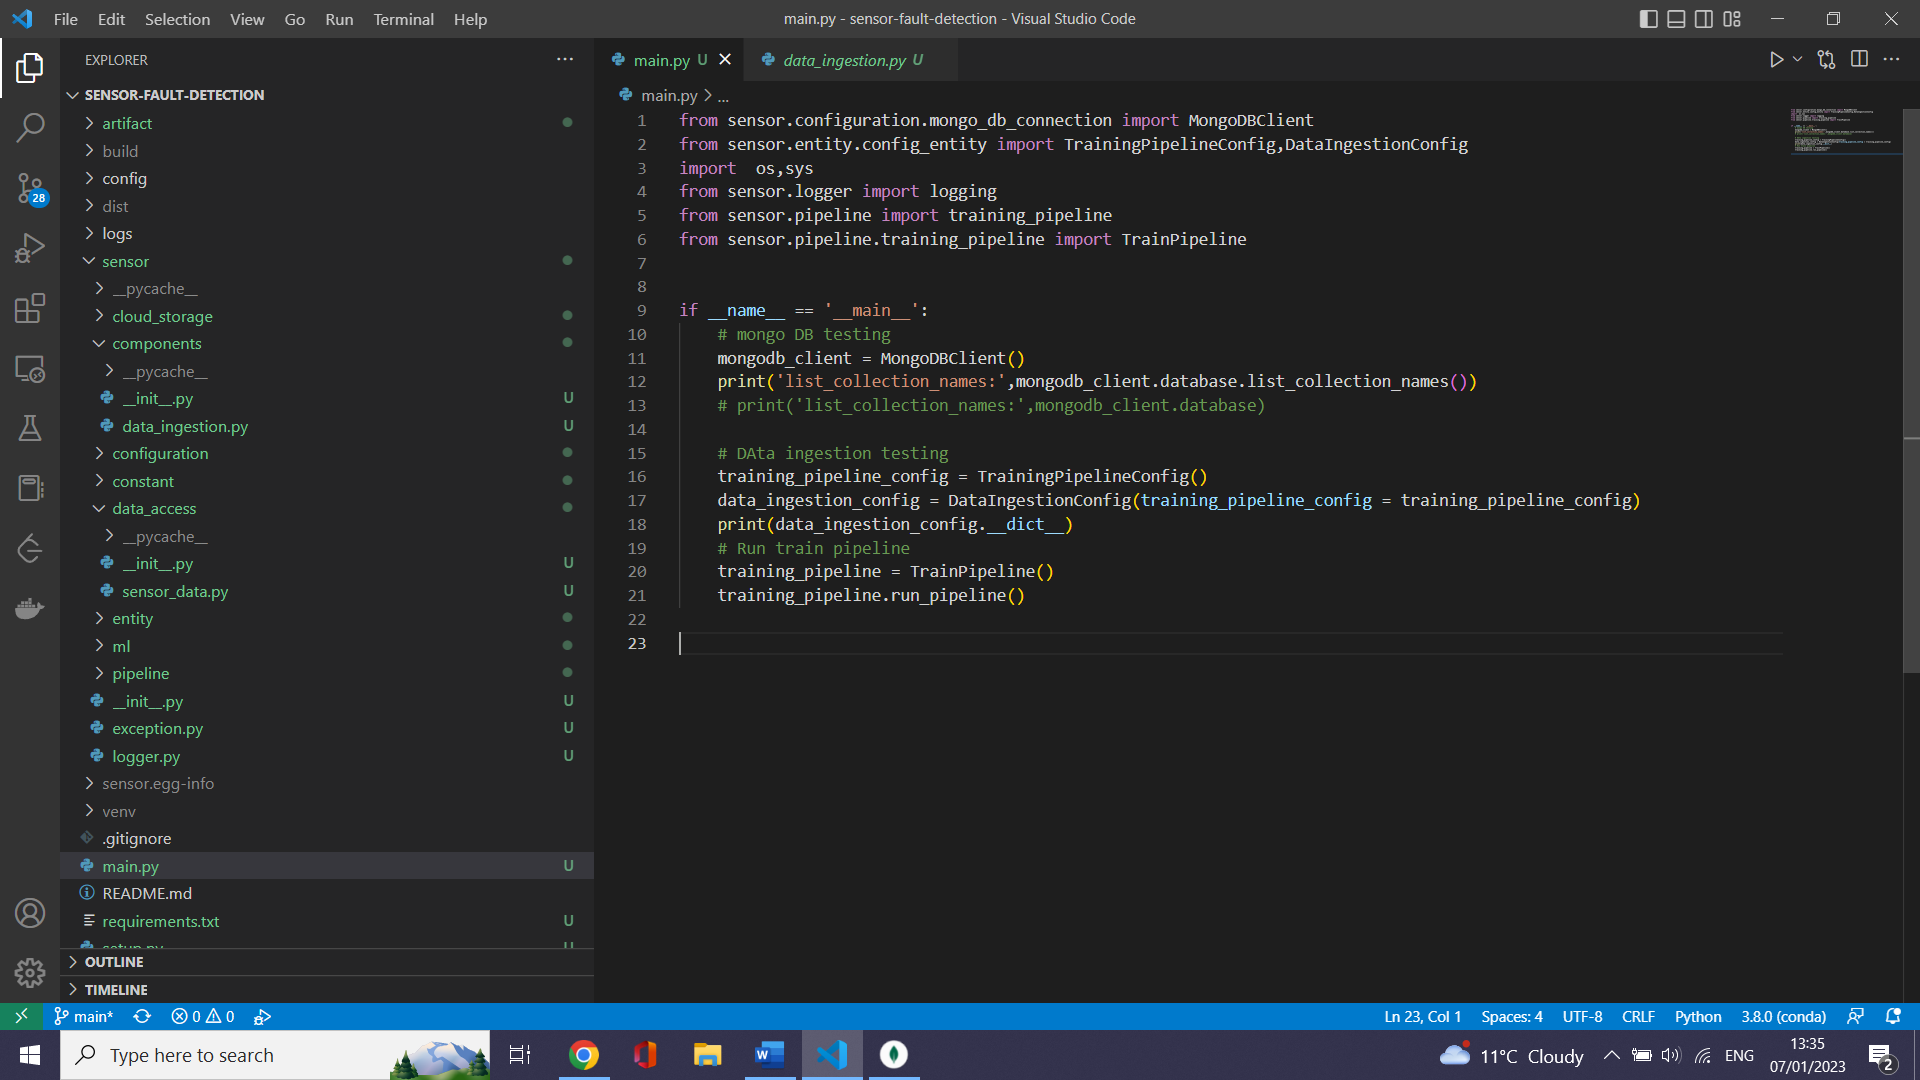 File Edit Selection View Go Run Terminal Help
main.py - sensor-fault-detection - Visual Studio Code
EXPLORER
SENSOR-FAULT-DETECTION
artifact
build
config
dist
logs
sensor
__pycache__
cloud_storage
components
__pycache__
__init__.py U
data_ingestion.py U
configuration
constant
data_access
__pycache__
__init__.py U
sensor_data.py U
entity
ml
pipeline
__init__.py U
exception.py U
logger.py U
sensor.egg-info
venv
.gitignore
main.py U
README.md
requirements.txt U
setup.py U
OUTLINE
TIMELINE
28
main.py U
data_ingestion.py U
main.py > ...
1 from sensor.configuration.mongo_db_connection import MongoDBClient
2 from sensor.entity.config_entity import TrainingPipelineConfig,DataIngestionConfig
3 import  os,sys
4 from sensor.logger import logging
5 from sensor.pipeline import training_pipeline
6 from sensor.pipeline.training_pipeline import TrainPipeline
7
8
9 if __name__ == '__main__':
10     # mongo DB testing
11     mongodb_client = MongoDBClient()
12     print('list_collection_names:',mongodb_client.database.list_collection_names())
13     # print('list_collection_names:',mongodb_client.database)
14
15     # DAta ingestion testing
16     training_pipeline_config = TrainingPipelineConfig()
17     data_ingestion_config = DataIngestionConfig(training_pipeline_config = training_pipeline_config)
18     print(data_ingestion_config.__dict__)
19     # Run train pipeline
20     training_pipeline = TrainPipeline()
21     training_pipeline.run_pipeline()
22
23
main* 0 0
Ln 23, Col 1 Spaces: 4 UTF-8 CRLF Python 3.8.0 (conda)
Type here to search
11°C Cloudy
ENG
13:35
07/01/2023
2